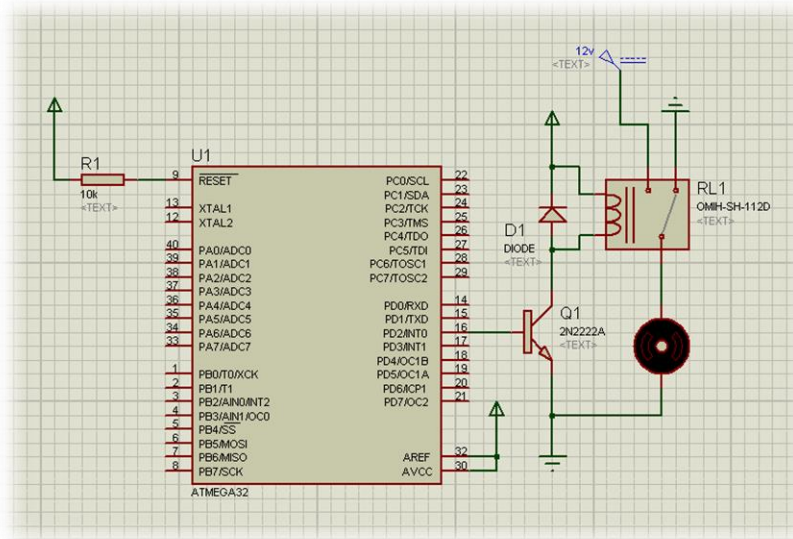 12v
<TEXT>
R1
10k
<TEXT>
U1
9 RESET
13 XTAL1
12 XTAL2
40 PA0/ADC0
39 PA1/ADC1
38 PA2/ADC2
37 PA3/ADC3
36 PA4/ADC4
35 PA5/ADC5
34 PA6/ADC6
33 PA7/ADC7
1 PB0/T0/XCK
2 PB1/T1
3 PB2/AIN0/INT2
4 PB3/AIN1/OC0
5 PB4/SS
6 PB5/MOSI
7 PB6/MISO
8 PB7/SCK
PC0/SCL 22
PC1/SDA 23
PC2/TCK 24
PC3/TMS 25
PC4/TDO 26
PC5/TDI 27
PC6/TOSC1 28
PC7/TOSC2 29
PD0/RXD 14
PD1/TXD 15
PD2/INT0 16
PD3/INT1 17
PD4/OC1B 18
PD5/OC1A 19
PD6/ICP1 20
PD7/OC2 21
AREF 32
AVCC 30
ATMEGA32
D1
DIODE
<TEXT>
Q1
2N2222A
<TEXT>
RL1
OMIH-SH-112D
<TEXT>